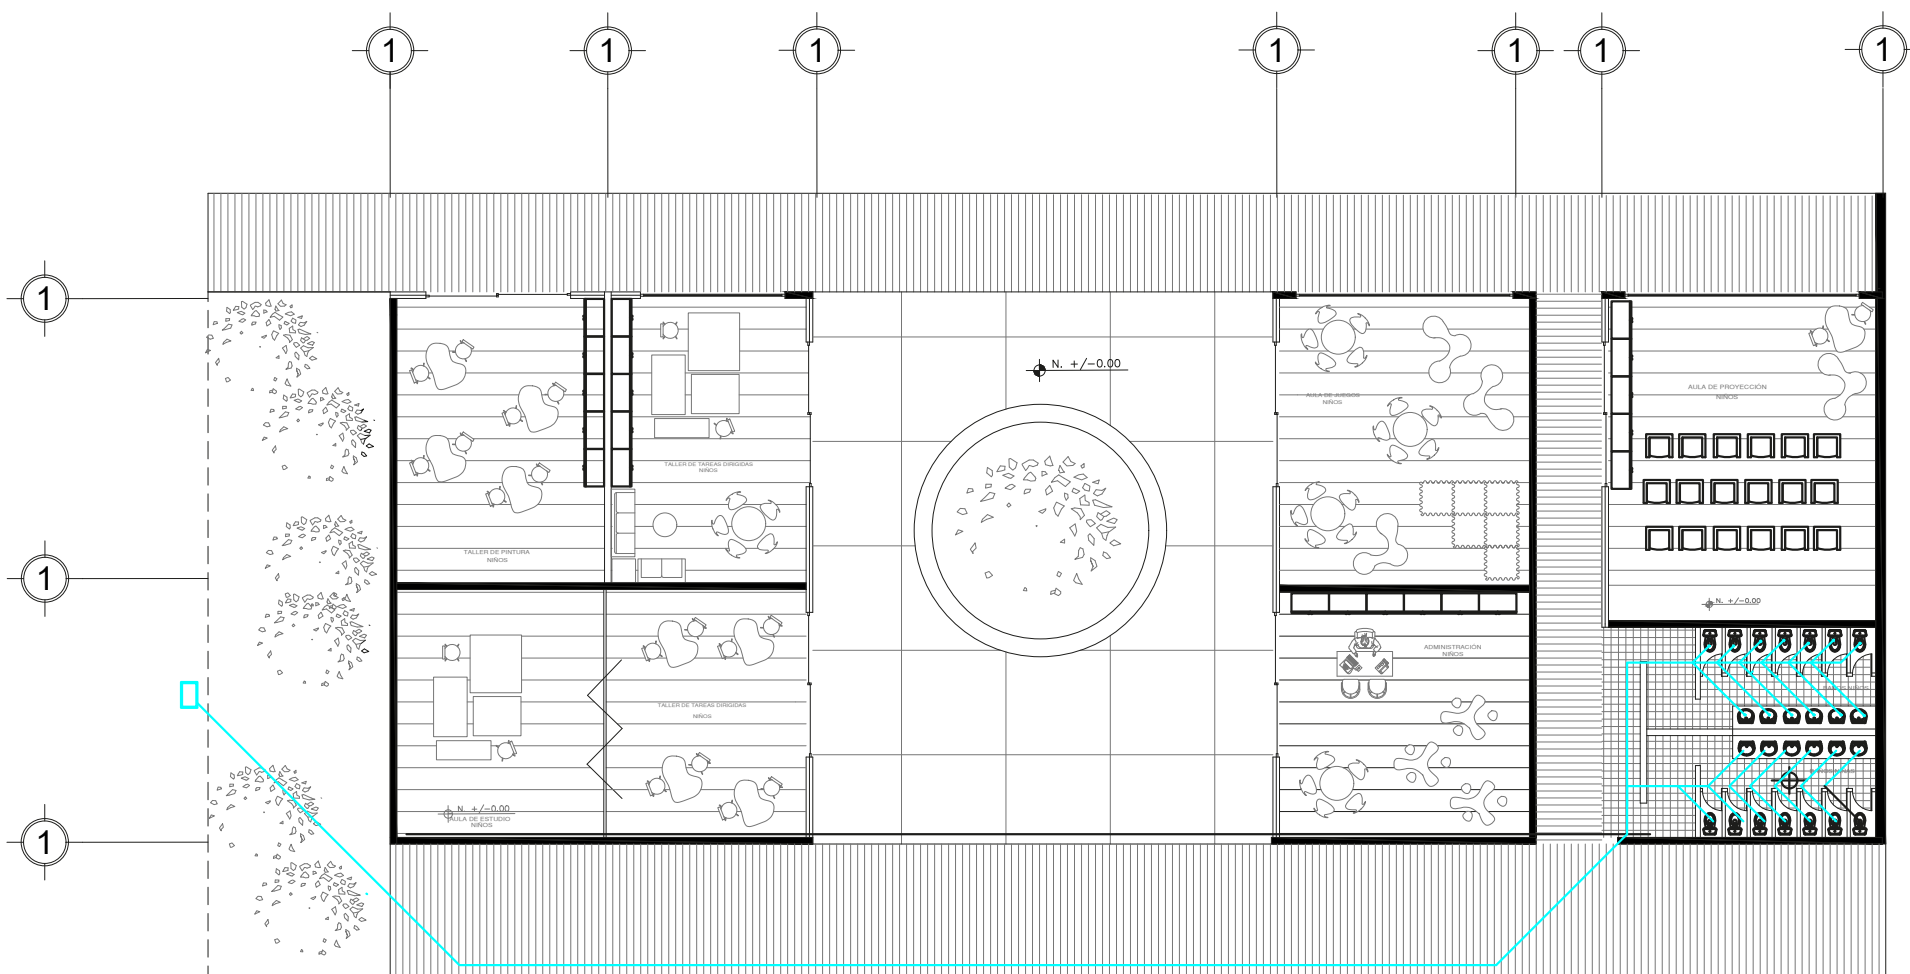 1
1
1
1
1
1
1
1
1
1
N. +/-0.00
AULA DE PROYECCIÓN
NIÑOS
AULA DE JUEGOS
NIÑOS
TALLER DE TAREAS DIRIGIDAS
NIÑOS
TALLER DE PINTURA
NIÑOS
N. +/-0.00
ADMINISTRACIÓN
NIÑOS
BAÑOS NIÑOS
TALLER DE TAREAS DIRIGIDAS
NIÑOS
N. +/-0.00
AULA DE ESTUDIO
NIÑOS